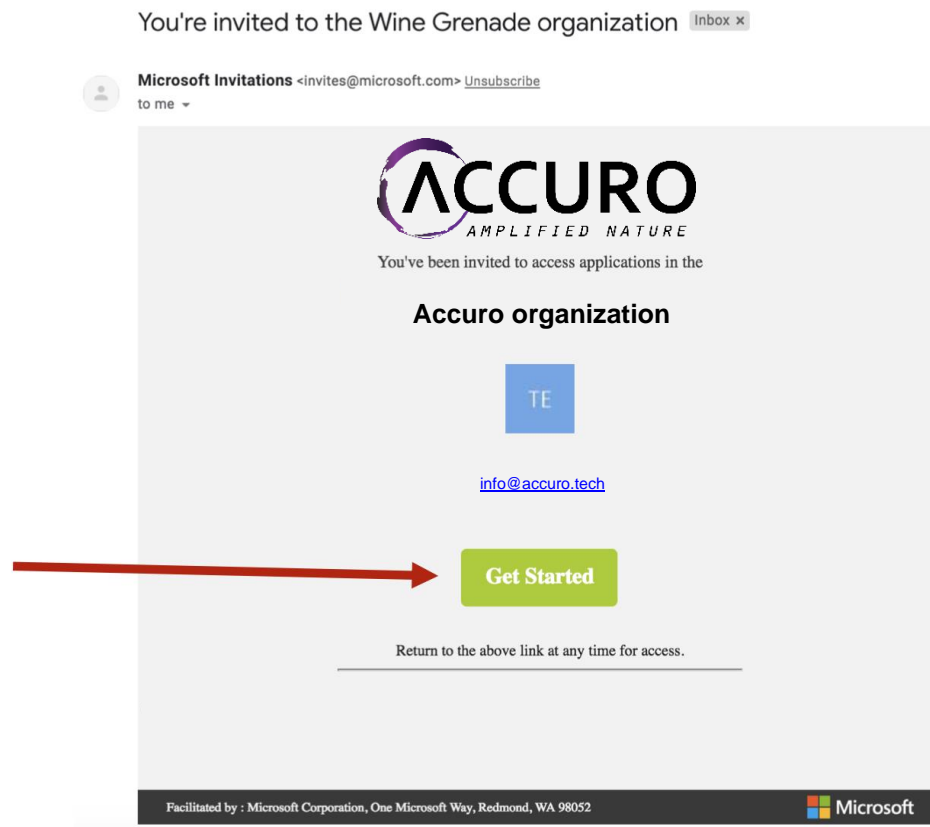 You're invited to the Wine Grenade organization Inbox x
Microsoft Invitations <invites@microsoft.com> Unsubscribe
to me
ACCURO
AMPLIFIED NATURE
You've been invited to access applications in the
Accuro organization
TE
info@accuro.tech
Get Started
Return to the above link at any time for access.
Facilitated by : Microsoft Corporation, One Microsoft Way, Redmond, WA 98052
Microsoft